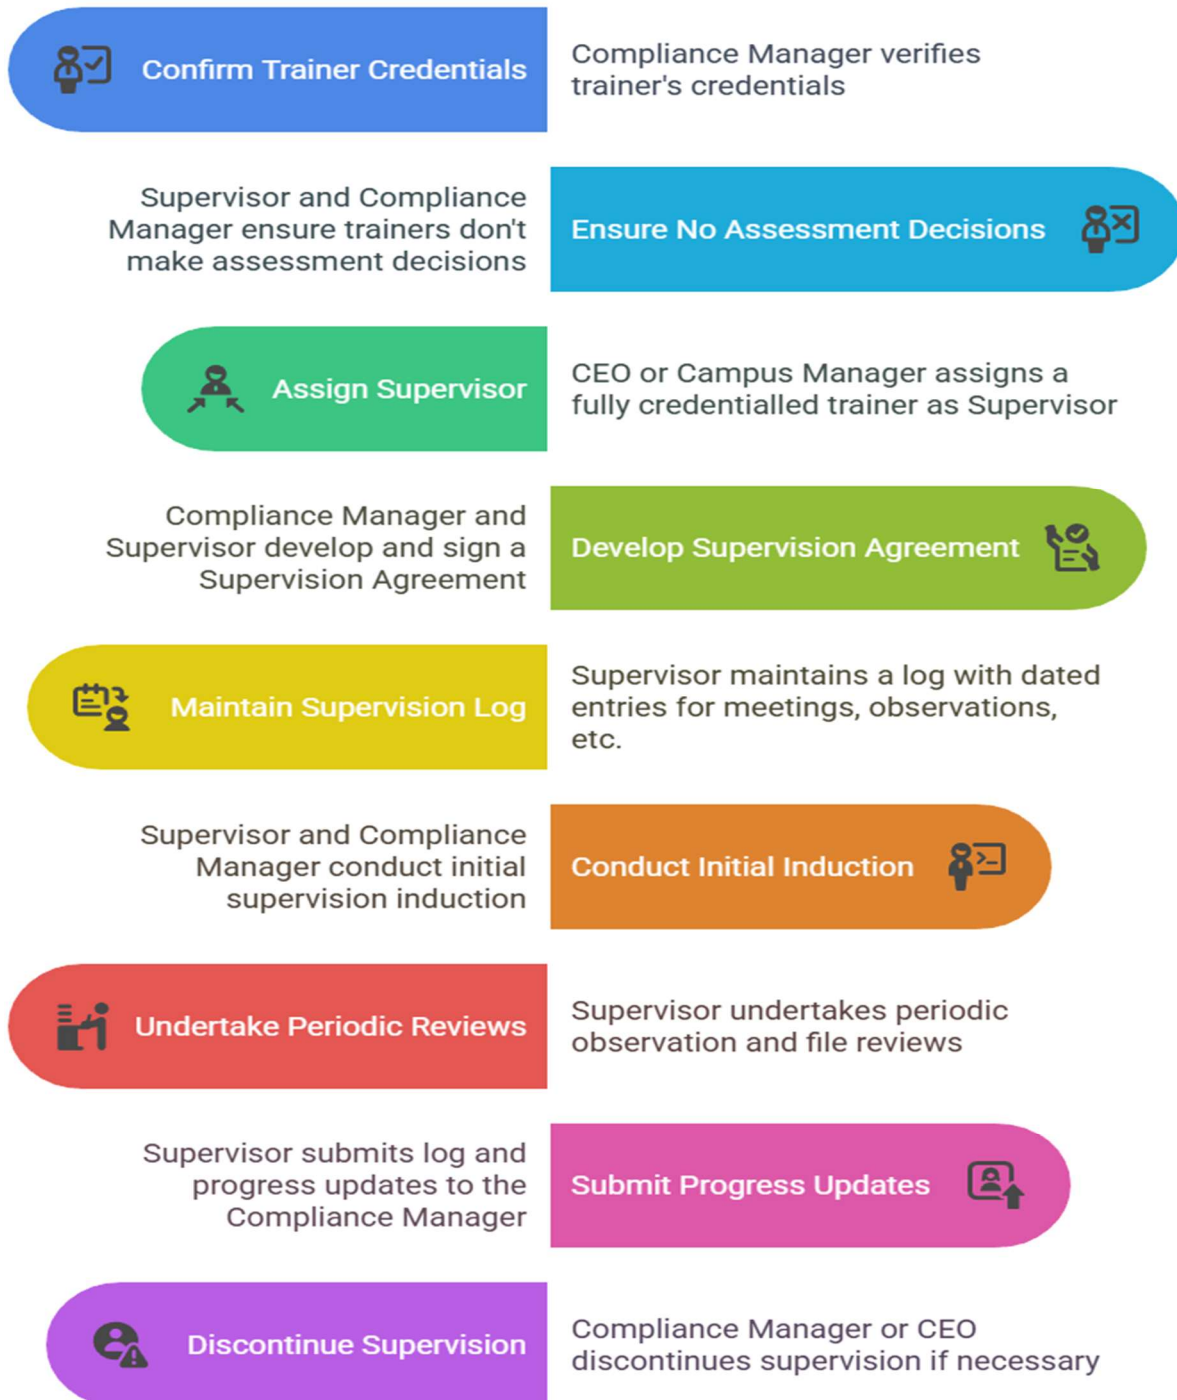 Confirm Trainer Credentials
Compliance Manager verifies
trainer's credentials
Supervisor and Compliance
Manager ensure trainers don't
make assessment decisions
Ensure No Assessment Decisions
Assign Supervisor
CEO or Campus Manager assigns a
fully credentialled trainer as Supervisor
Compliance Manager and
Supervisor develop and sign a
Supervision Agreement
Develop Supervision Agreement
Maintain Supervision Log
Supervisor maintains a log with dated
entries for meetings, observations,
etc.
Supervisor and Compliance
Manager conduct initial
supervision induction
Conduct Initial Induction
Undertake Periodic Reviews
Supervisor undertakes periodic
observation and file reviews
Supervisor submits log and
progress updates to the
Compliance Manager
Submit Progress Updates
Discontinue Supervision
Compliance Manager or CEO
discontinues supervision if necessary